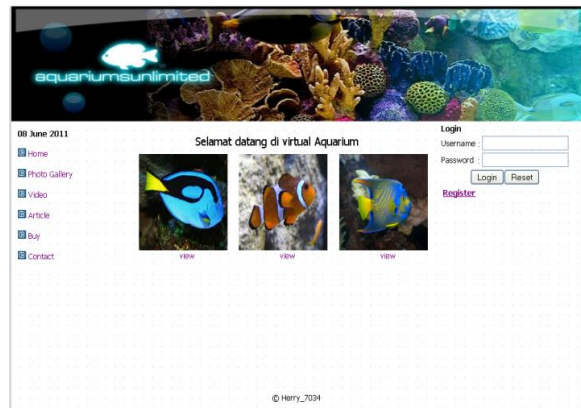 aquariumsunlimited
08 June 2011
Home
Photo Gallery
Video
Article
Buy
Contact
Selamat datang di virtual Aquarium
view
view
view
Login
Username :
Password :
Login Reset
Register
© Herry_7034